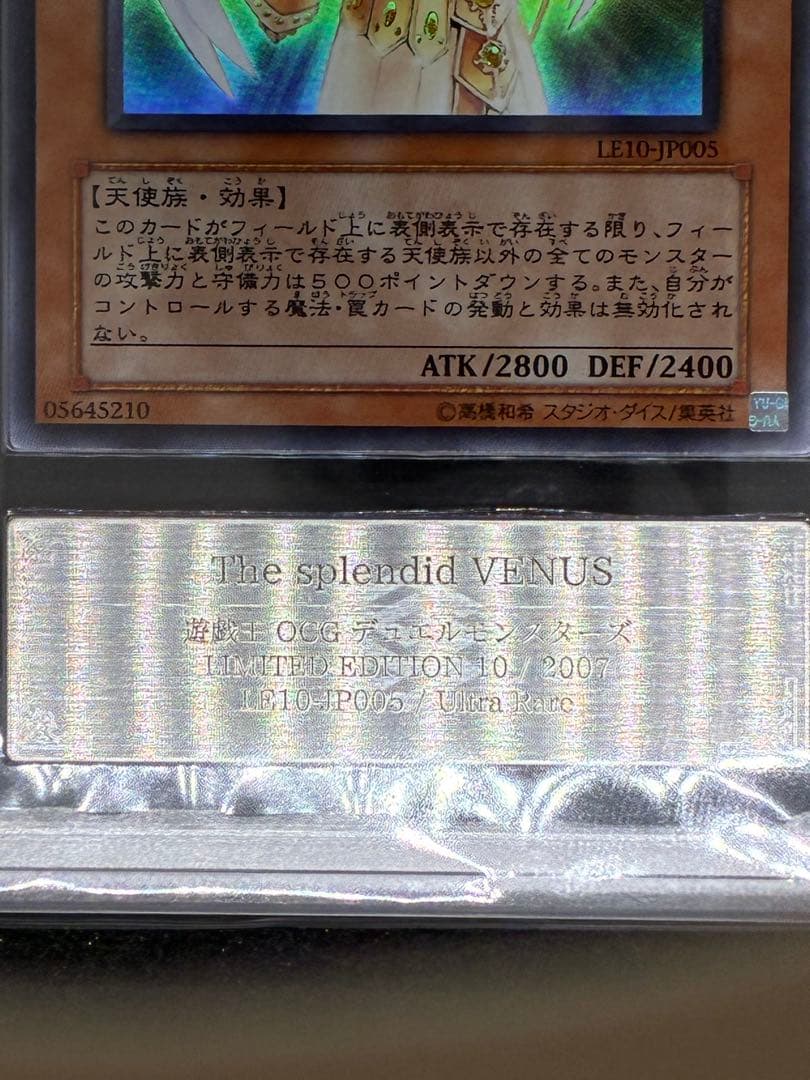 LE10-JP005
【天使族・効果】
このカードがフィールド上に表側表示で存在する限り、フィー
ルド上に表側表示で存在する天使族以外の全てのモンスター
の攻撃力と守備力は500ポイントダウンする。また、自分が
コントロールする魔法・罠カードの発動と効果は無効化され
ない。
ATK/2800 DEF/2400
05645210
©高橋和希 スタジオ・ダイス/集英社
The splendid VENUS
遊戯王 OCG デュエルモンスターズ
LIMITED EDITION 10 / 2007
LE10-JP005 / Ultra Rare